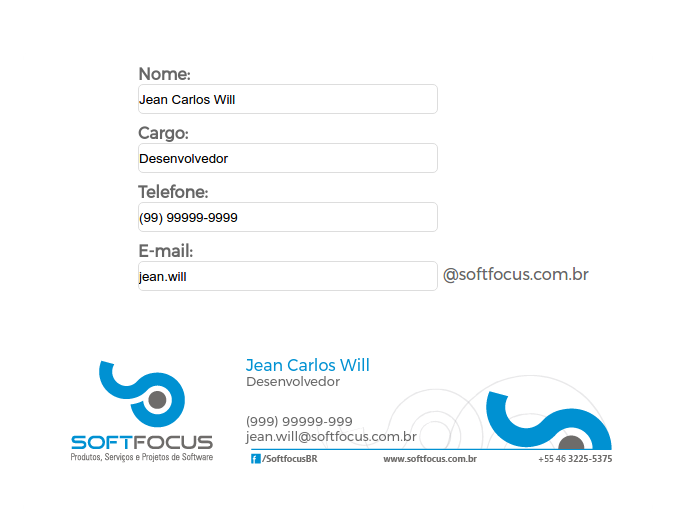 Nome:
Jean Carlos Will
Cargo:
Desenvolvedor
Telefone:
(99) 99999-9999
E-mail:
jean.will @softfocus.com.br
Jean Carlos Will
Desenvolvedor
(999) 99999-999
jean.will@softfocus.com.br
SOFTFOCUS
Produtos, Serviços e Projetos de Software
f /SoftfocusBR www.softfocus.com.br +55 46 3225-5375